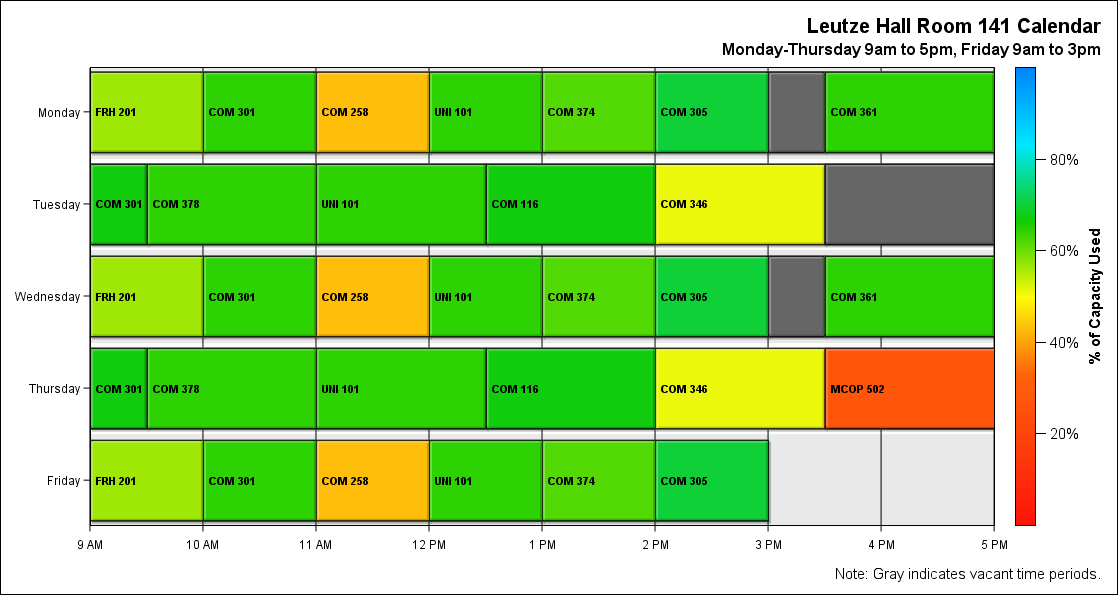 Leutze Hall Room 141 Calendar
Monday-Thursday 9am to 5pm, Friday 9am to 3pm
Monday
FRH 201
COM 301
COM 258
UNI 101
COM 374
COM 305
COM 361
Tuesday
COM 301
COM 378
UNI 101
COM 116
COM 346
Wednesday
FRH 201
COM 301
COM 258
UNI 101
COM 374
COM 305
COM 361
Thursday
COM 301
COM 378
UNI 101
COM 116
COM 346
MCOP 502
Friday
FRH 201
COM 301
COM 258
UNI 101
COM 374
COM 305
9 AM
10 AM
11 AM
12 PM
1 PM
2 PM
3 PM
4 PM
5 PM
80%
60%
40%
20%
% of Capacity Used
Note: Gray indicates vacant time periods.